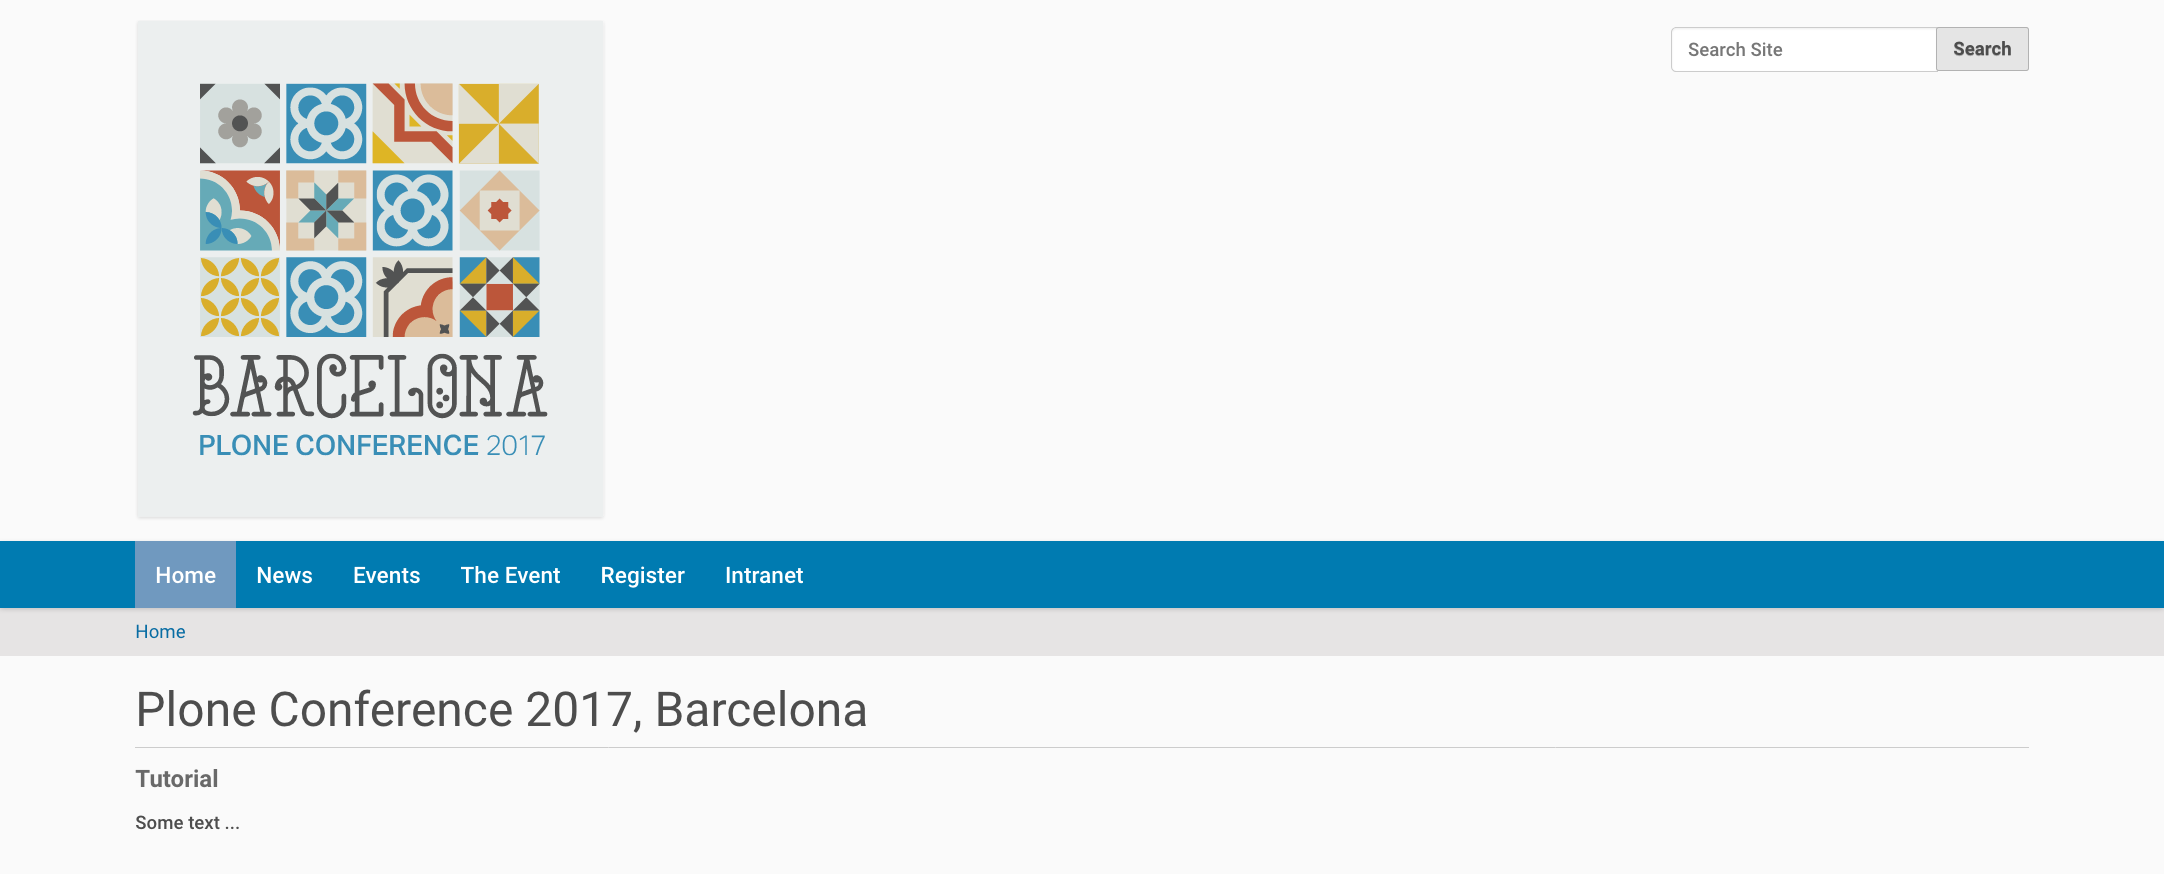 BARCELONA
PLONE CONFERENCE 2017
Search Site Search
Home News Events The Event Register Intranet
Home
Plone Conference 2017, Barcelona
Tutorial
Some text ...